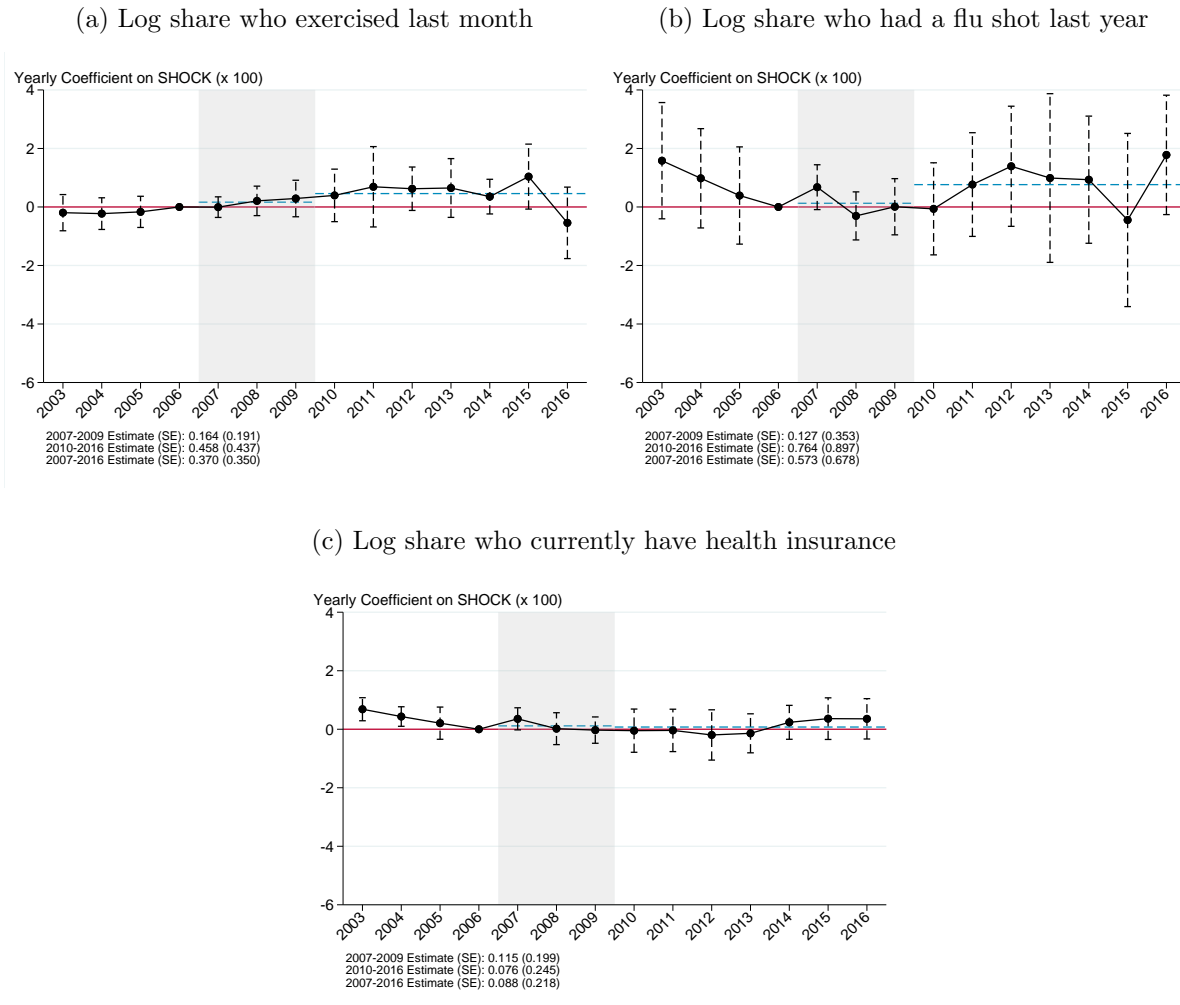 (a) Log share who exercised last month
Yearly Coefficient on SHOCK (x 100)
4
2
0
-2
-4
-6
2003 2004 2005 2006 2007 2008 2009 2010 2011 2012 2013 2014 2015 2016
2007-2009 Estimate (SE): 0.164 (0.191)
2010-2016 Estimate (SE): 0.458 (0.437)
2007-2016 Estimate (SE): 0.370 (0.350)
(b) Log share who had a flu shot last year
Yearly Coefficient on SHOCK (x 100)
4
2
0
-2
-4
-6
2003 2004 2005 2006 2007 2008 2009 2010 2011 2012 2013 2014 2015 2016
2007-2009 Estimate (SE): 0.127 (0.353)
2010-2016 Estimate (SE): 0.764 (0.897)
2007-2016 Estimate (SE): 0.573 (0.678)
(c) Log share who currently have health insurance
Yearly Coefficient on SHOCK (x 100)
4
2
0
-2
-4
-6
2003 2004 2005 2006 2007 2008 2009 2010 2011 2012 2013 2014 2015 2016
2007-2009 Estimate (SE): 0.115 (0.199)
2010-2016 Estimate (SE): 0.076 (0.245)
2007-2016 Estimate (SE): 0.088 (0.218)